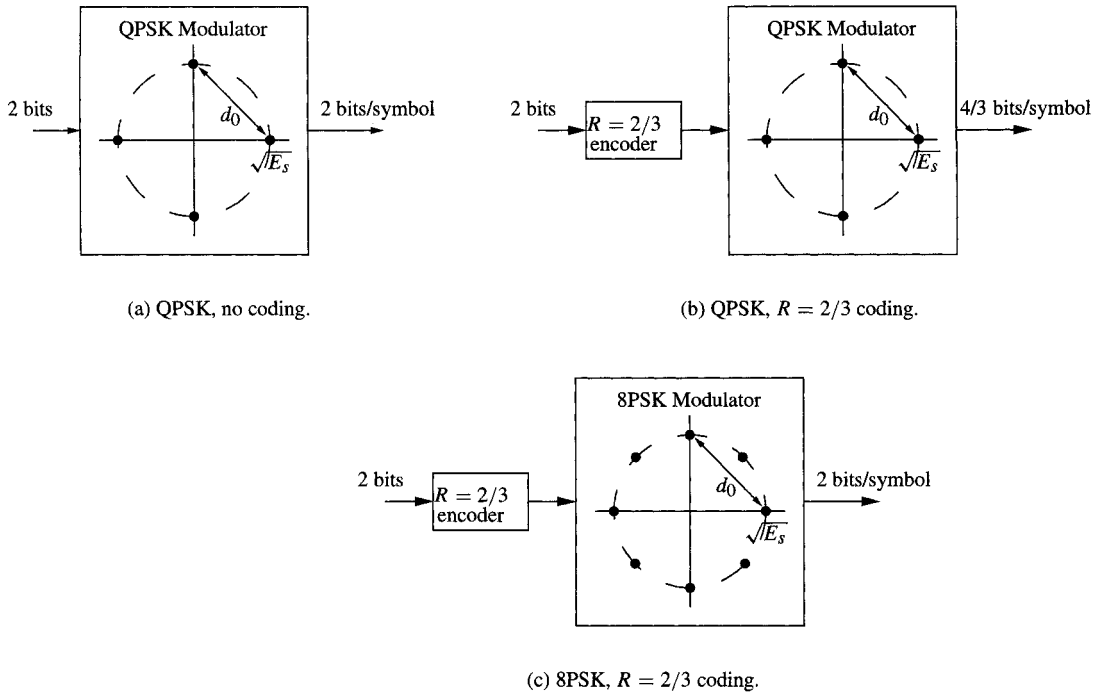 QPSK Modulator
2 bits
d₀
√Eₛ
2 bits/symbol
(a) QPSK, no coding.
QPSK Modulator
2 bits
R = 2/3
encoder
d₀
√Eₛ
4/3 bits/symbol
(b) QPSK, R = 2/3 coding.
8PSK Modulator
2 bits
R = 2/3
encoder
d₀
√Eₛ
2 bits/symbol
(c) 8PSK, R = 2/3 coding.